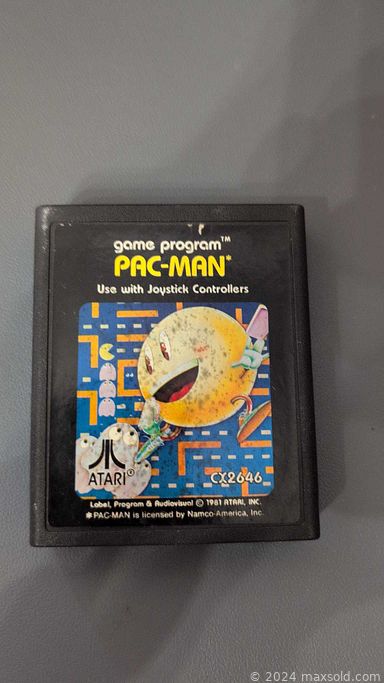 game program™
PAC-MAN*
Use with Joystick Controllers
ATARI®
CX2646
Label, Program & Audiovisual © 1981 ATARI, INC.
*PAC-MAN is licensed by Namco-America, Inc.
© 2024 maxsold.com